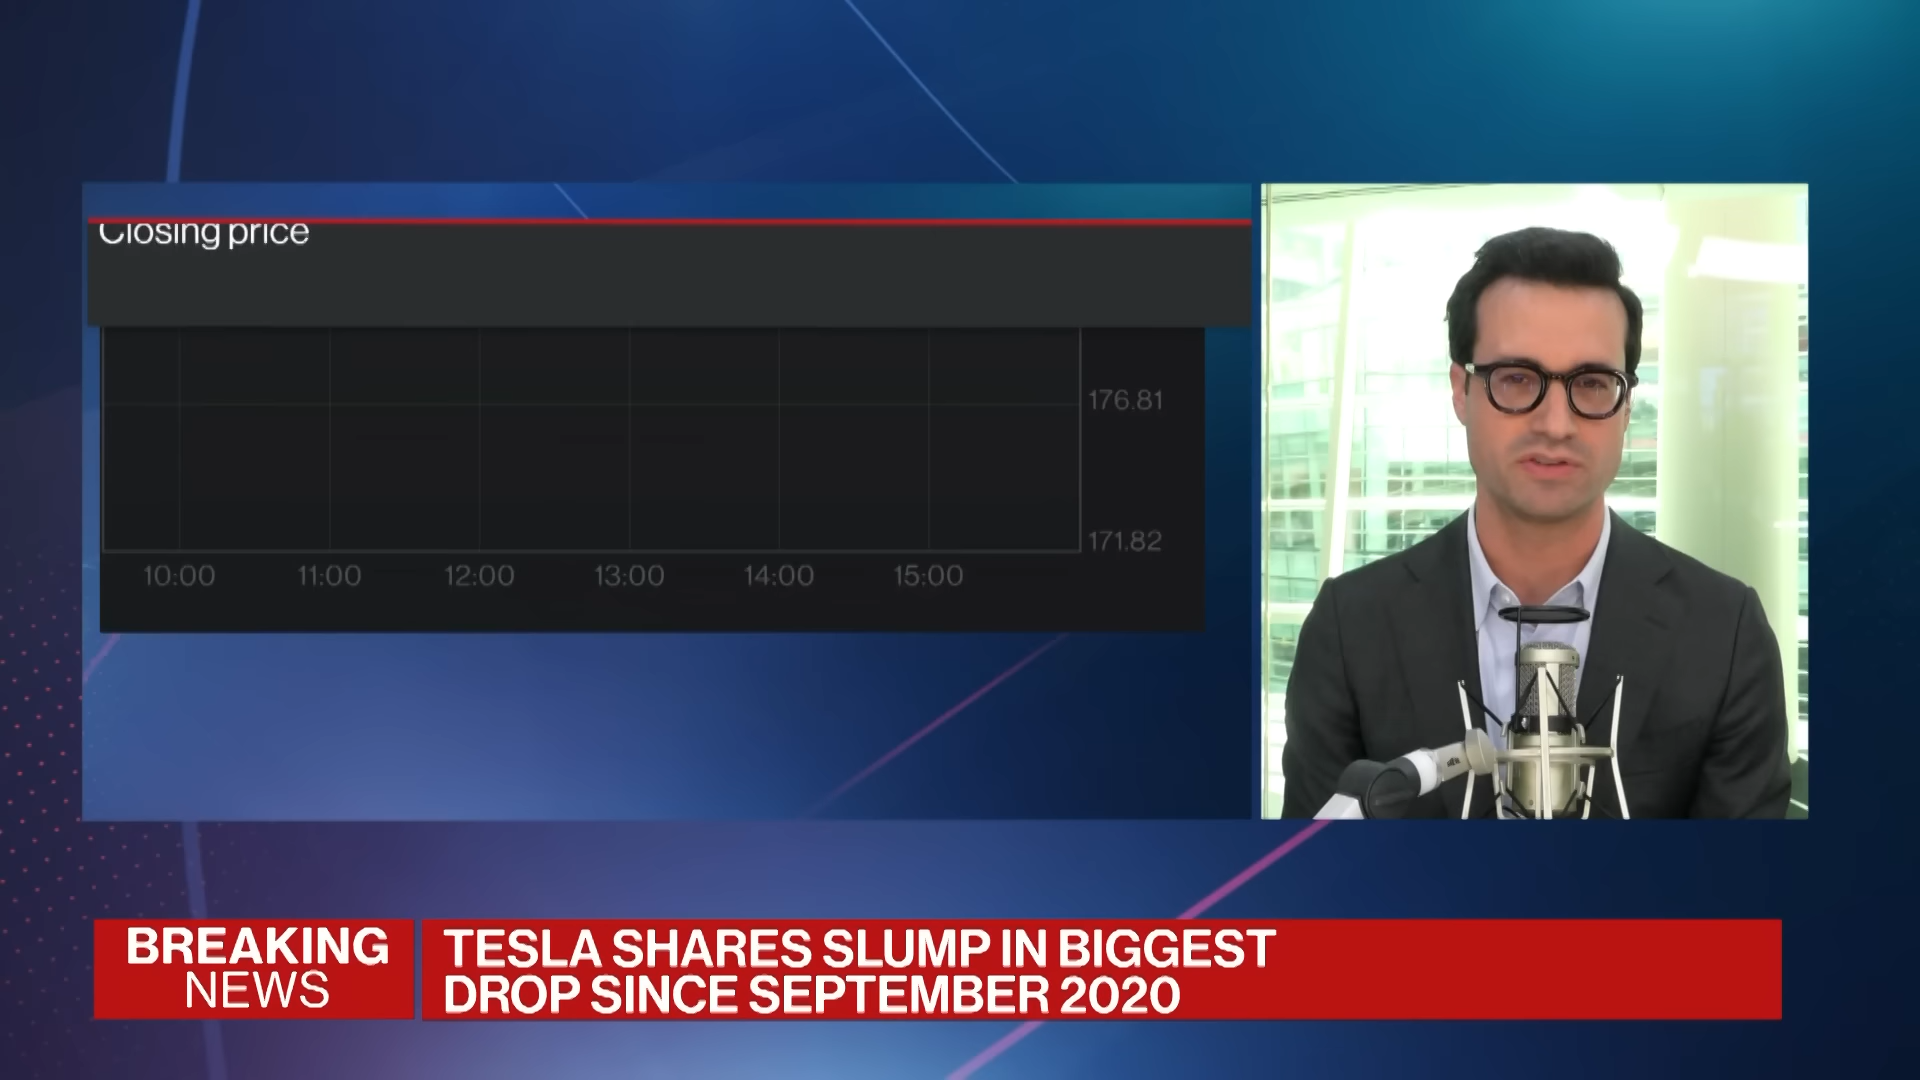 Closing price
176.81
171.82
10:00 11:00 12:00 13:00 14:00 15:00
BREAKING
NEWS
TESLA SHARES SLUMP IN BIGGEST
DROP SINCE SEPTEMBER 2020